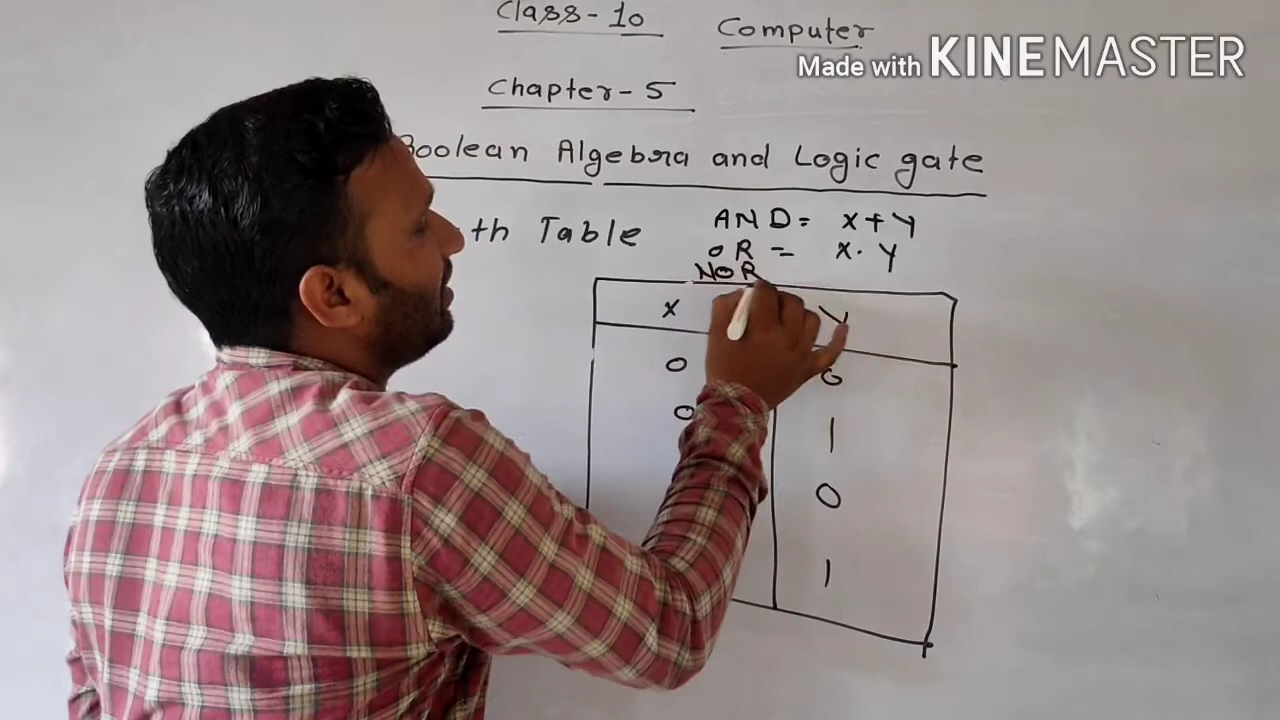 Class-10 Computer
Made with KINEMASTER
Chapter-5
Boolean Algebra and Logic gate
th Table
AND= X+Y
OR = X.Y
NOR
X Y
0 0
0 1
0
1